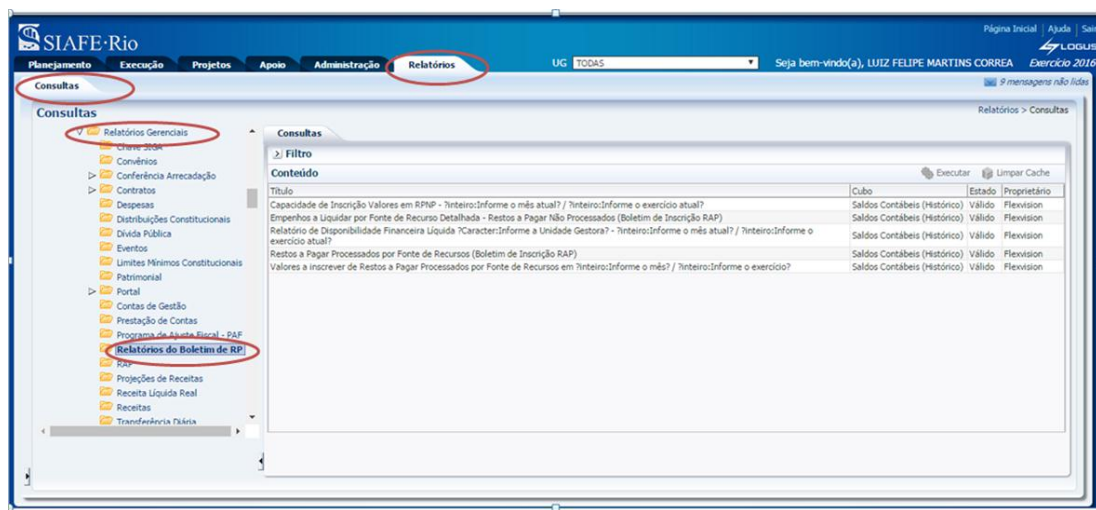 Página Inicial | Ajuda | Sair
SIAFE·Rio
LOGUS
Planejamento Execução Projetos Apoio Administração Relatórios UG TODAS Seja bem-vindo(a), LUIZ FELIPE MARTINS CORREA Exercício 2016
Consultas 9 mensagens não lidas
Consultas Relatórios > Consultas
Relatórios Gerenciais
Chave SIGA
Convênios
Conferência Arrecadação
Contratos
Despesas
Distribuições Constitucionais
Dívida Pública
Eventos
Limites Mínimos Constitucionais
Patrimonial
Portal
Contas de Gestão
Prestação de Contas
Programa de Ajuste Fiscal - PAF
Relatórios do Boletim de RP
RAP
Projeções de Receitas
Receita Líquida Real
Receitas
Transferência Diária
Consultas
Filtro
Conteúdo Executar Limpar Cache
Título Cubo Estado Proprietário
Capacidade de Inscrição Valores em RPNP - ?inteiro:Informe o mês atual? / ?inteiro:Informe o exercício atual? Saldos Contábeis (Histórico) Válido Flexvision
Empenhos a Liquidar por Fonte de Recurso Detalhada - Restos a Pagar Não Processados (Boletim de Inscrição RAP) Saldos Contábeis (Histórico) Válido Flexvision
Relatório de Disponibilidade Financeira Líquida ?Caracter:Informe a Unidade Gestora? - ?inteiro:Informe o mês atual? / ?inteiro:Informe o
exercício atual? Saldos Contábeis (Histórico) Válido Flexvision
Restos a Pagar Processados por Fonte de Recursos (Boletim de Inscrição RAP) Saldos Contábeis (Histórico) Válido Flexvision
Valores a inscrever de Restos a Pagar Processados por Fonte de Recursos em ?inteiro:Informe o mês? / ?inteiro:Informe o exercício? Saldos Contábeis (Histórico) Válido Flexvision